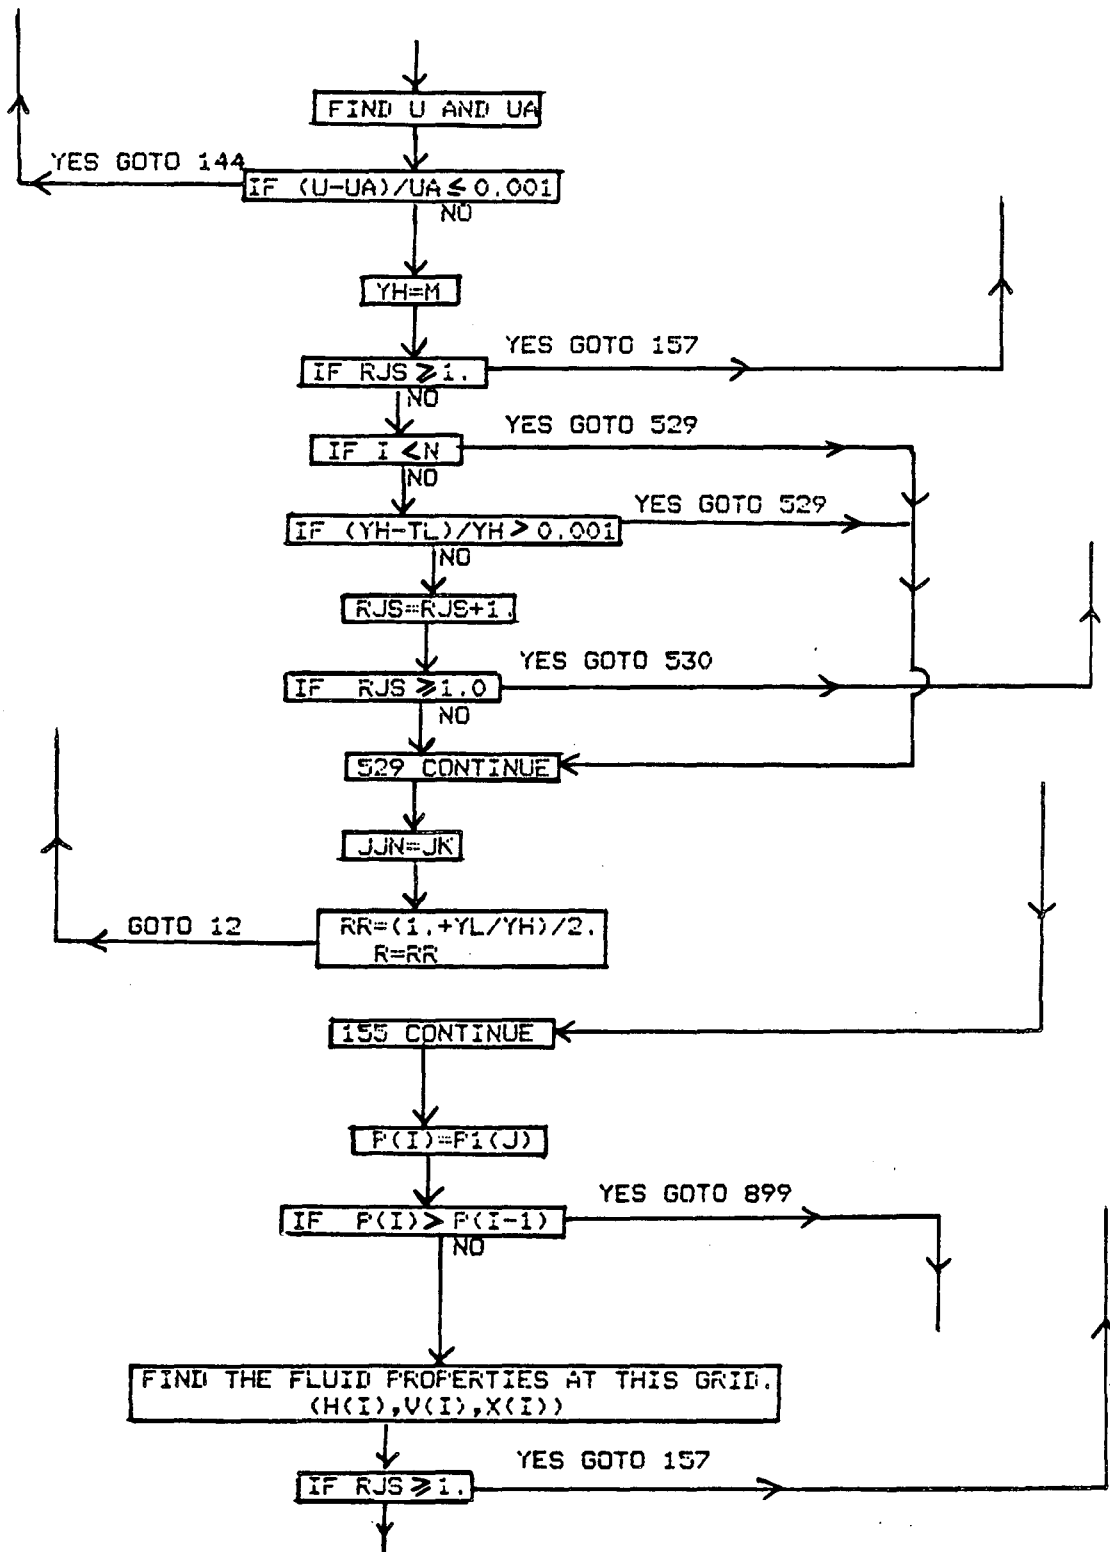 FIND U AND UA
YES GOTO 144
IF (U-UA)/UA ≤ 0.001
NO
YH=M
YES GOTO 157
IF RJS ≥ 1.
NO
YES GOTO 529
IF I < N
NO
YES GOTO 529
IF (YH-TL)/YH > 0.001
NO
RJS=RJS+1.
YES GOTO 530
IF RJS ≥ 1.0
NO
529 CONTINUE
JJN=JK
GOTO 12
RR=(1.+YL/YH)/2.
R=RR
155 CONTINUE
P(I)=P1(J)
YES GOTO 899
IF P(I) > P(I-1)
NO
FIND THE FLUID PROPERTIES AT THIS GRID.
(H(I),V(I),X(I))
YES GOTO 157
IF RJS ≥ 1.